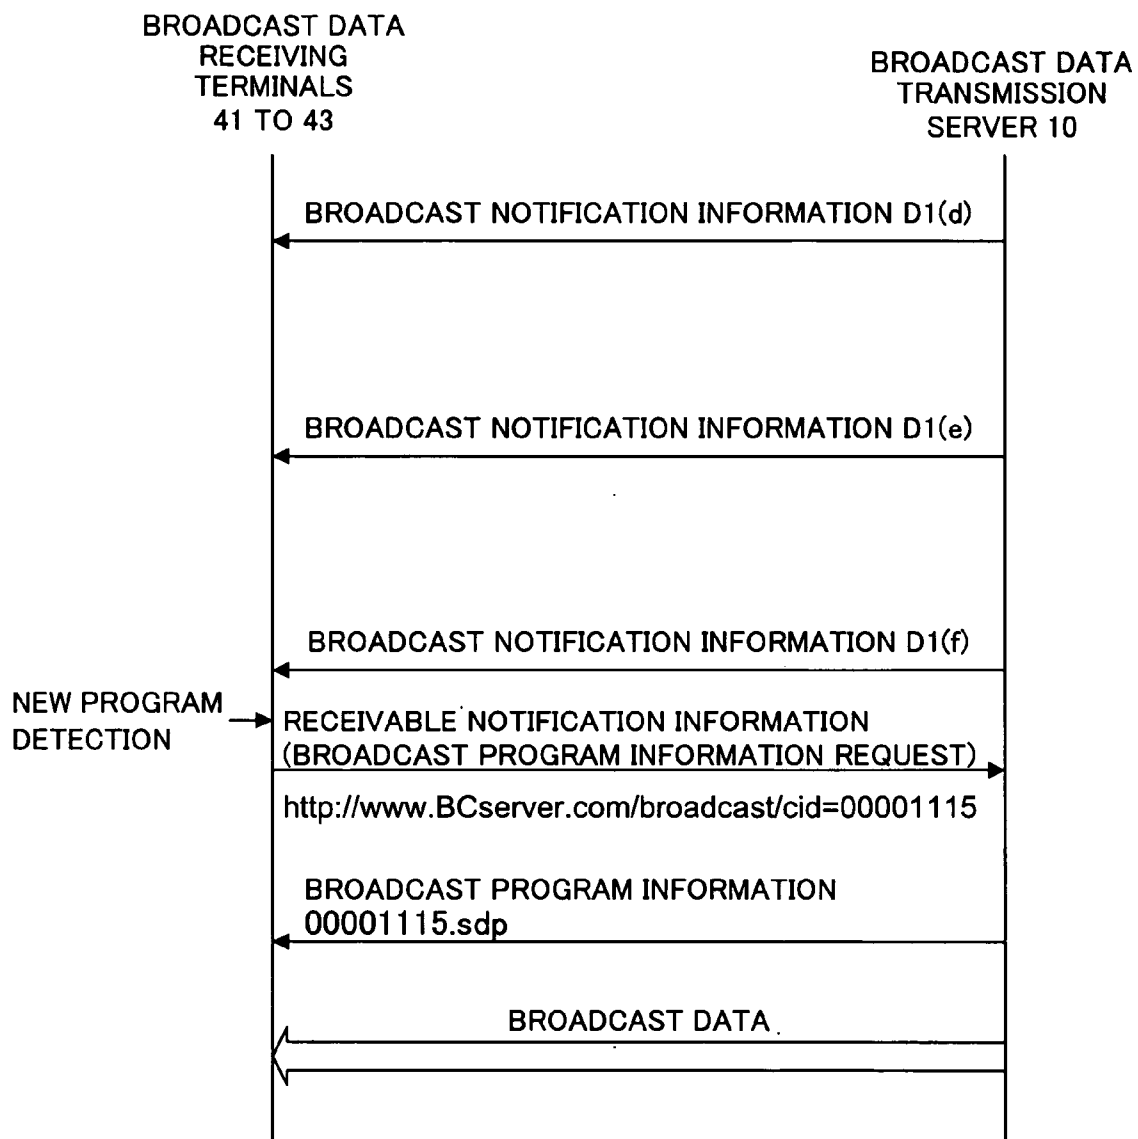 BROADCAST DATA
RECEIVING
TERMINALS
41 TO 43
BROADCAST DATA
TRANSMISSION
SERVER 10
BROADCAST NOTIFICATION INFORMATION D1(d)
BROADCAST NOTIFICATION INFORMATION D1(e)
BROADCAST NOTIFICATION INFORMATION D1(f)
NEW PROGRAM
DETECTION
RECEIVABLE NOTIFICATION INFORMATION
(BROADCAST PROGRAM INFORMATION REQUEST)
http://www.BCserver.com/broadcast/cid=00001115
BROADCAST PROGRAM INFORMATION
00001115.sdp
BROADCAST DATA